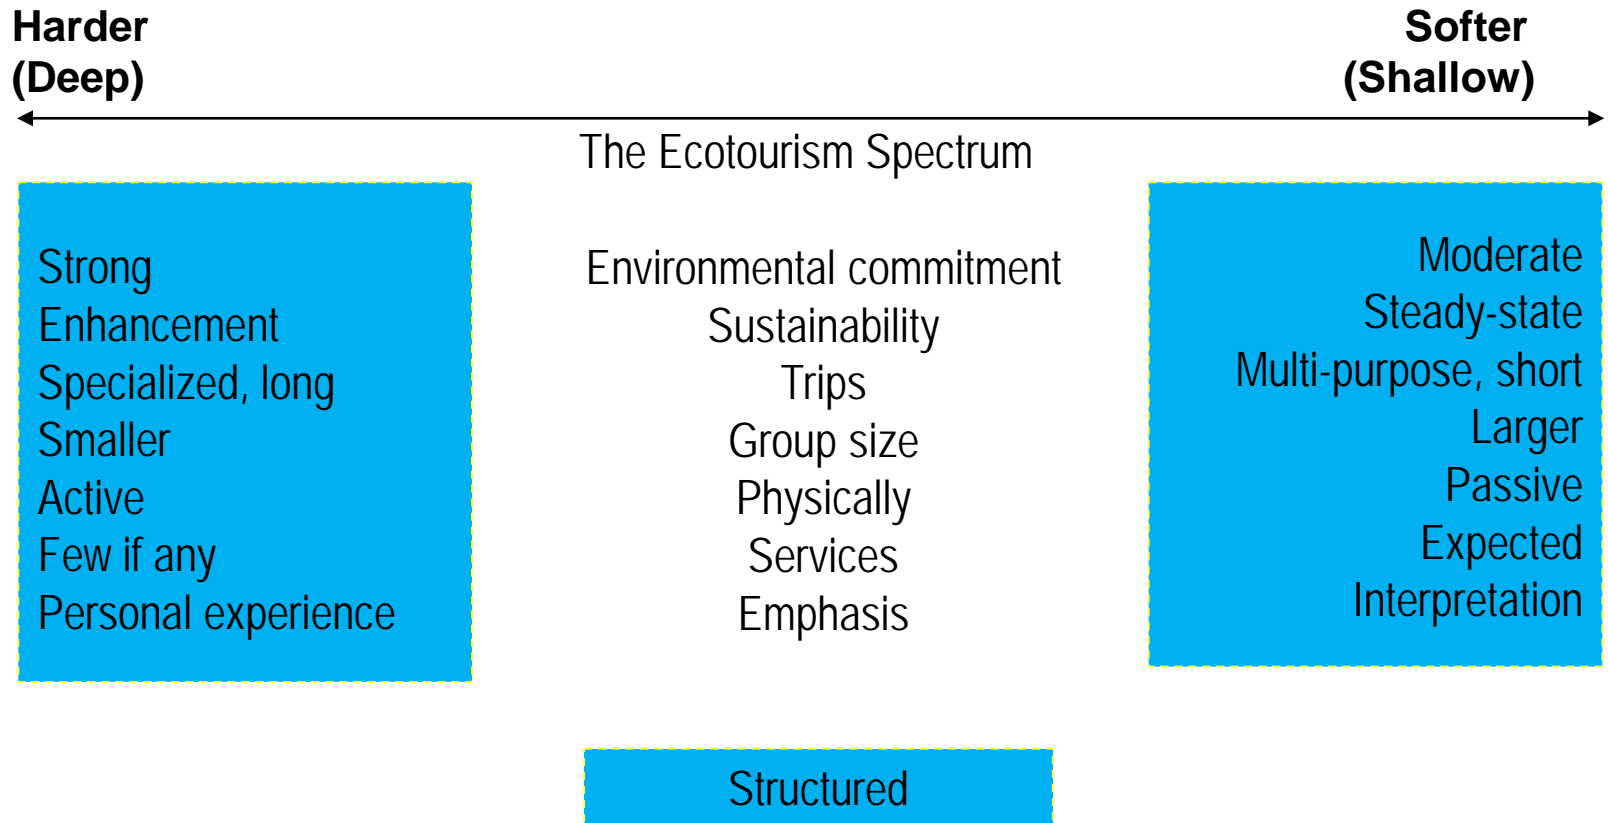 Harder
(Deep)
Softer
(Shallow)
The Ecotourism Spectrum
Strong
Enhancement
Specialized, long
Smaller
Active
Few if any
Personal experience
Environmental commitment
Sustainability
Trips
Group size
Physically
Services
Emphasis
Moderate
Steady-state
Multi-purpose, short
Larger
Passive
Expected
Interpretation
Structured